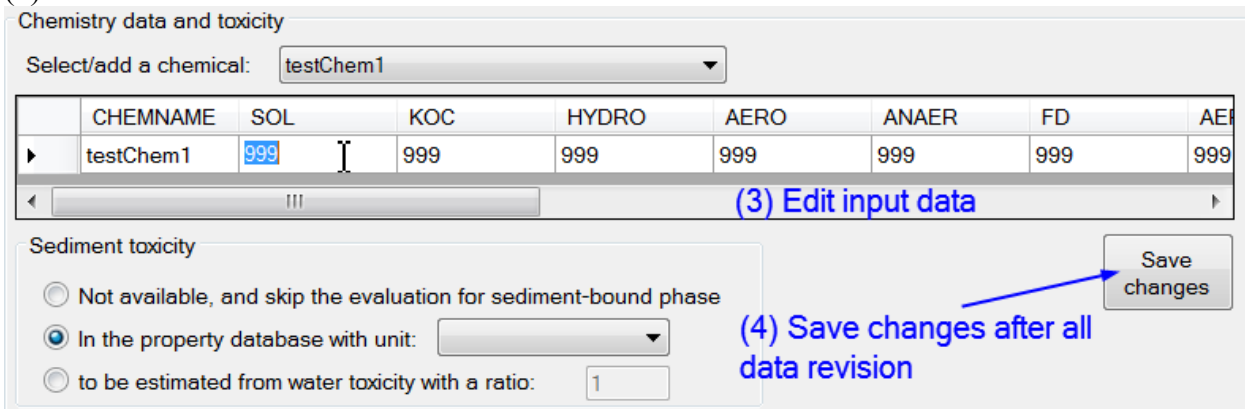 Chemistry data and toxicity
Select/add a chemical: testChem1
CHEMNAME SOL KOC HYDRO AERO ANAER FD
testChem1 999 999 999 999 999 999 999
(3) Edit input data
Sediment toxicity
Not available, and skip the evaluation for sediment-bound phase
In the property database with unit:
to be estimated from water toxicity with a ratio: 1
Save
changes
(4) Save changes after all
data revision